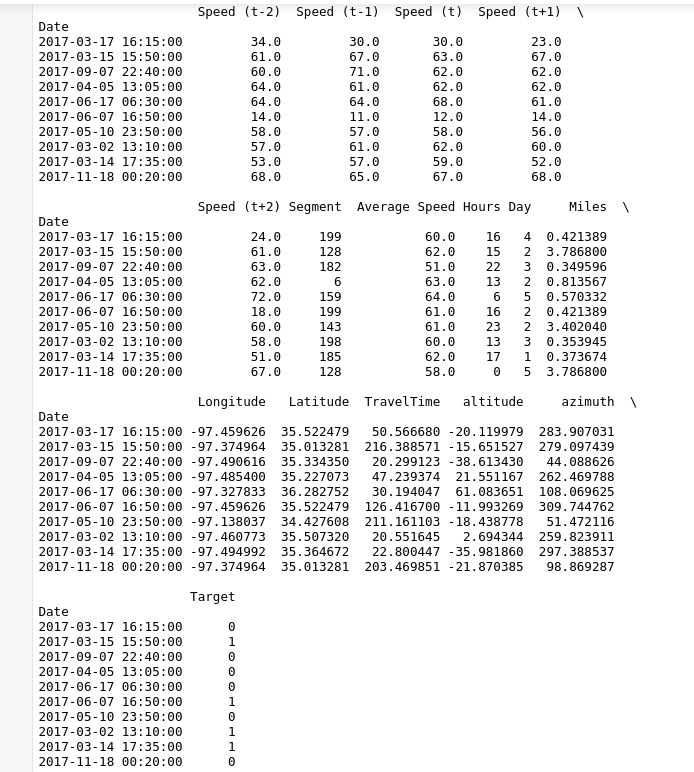 Speed (t-2)  Speed (t-1)  Speed (t)  Speed (t+1)  \
Date
2017-03-17 16:15:00         34.0         30.0       30.0         23.0
2017-03-15 15:50:00         61.0         67.0       63.0         67.0
2017-09-07 22:40:00         60.0         71.0       62.0         62.0
2017-04-05 13:05:00         64.0         61.0       62.0         62.0
2017-06-17 06:30:00         64.0         64.0       68.0         61.0
2017-06-07 16:50:00         14.0         11.0       12.0         14.0
2017-05-10 23:50:00         58.0         57.0       58.0         56.0
2017-03-02 13:10:00         57.0         61.0       62.0         60.0
2017-03-14 17:35:00         53.0         57.0       59.0         52.0
2017-11-18 00:20:00         68.0         65.0       67.0         68.0
Speed (t+2) Segment  Average Speed Hours Day     Miles  \
Date
2017-03-17 16:15:00         24.0     199           60.0    16   4  0.421389
2017-03-15 15:50:00         61.0     128           62.0    15   2  3.786800
2017-09-07 22:40:00         63.0     182           51.0    22   3  0.349596
2017-04-05 13:05:00         62.0       6           63.0    13   2  0.813567
2017-06-17 06:30:00         72.0     159           64.0     6   5  0.570332
2017-06-07 16:50:00         18.0     199           61.0    16   2  0.421389
2017-05-10 23:50:00         60.0     143           61.0    23   2  3.402040
2017-03-02 13:10:00         58.0     198           60.0    13   3  0.353945
2017-03-14 17:35:00         51.0     185           62.0    17   1  0.373674
2017-11-18 00:20:00         67.0     128           58.0     0   5  3.786800
Longitude   Latitude  TravelTime   altitude     azimuth  \
Date
2017-03-17 16:15:00 -97.459626  35.522479   50.566680 -20.119979  283.907031
2017-03-15 15:50:00 -97.374964  35.013281  216.388571 -15.651527  279.097439
2017-09-07 22:40:00 -97.490616  35.334350   20.299123 -38.613430   44.088626
2017-04-05 13:05:00 -97.485400  35.227073   47.239374  21.551167  262.469788
2017-06-17 06:30:00 -97.327833  36.282752   30.194047  61.083651  108.069625
2017-06-07 16:50:00 -97.459626  35.522479  126.416700 -11.993269  309.744762
2017-05-10 23:50:00 -97.138037  34.427608  211.161103 -18.438778   51.472116
2017-03-02 13:10:00 -97.460773  35.507320   20.551645   2.694344  259.823911
2017-03-14 17:35:00 -97.494992  35.364672   22.800447 -35.981860  297.388537
2017-11-18 00:20:00 -97.374964  35.013281  203.469851 -21.870385   98.869287
Target
Date
2017-03-17 16:15:00      0
2017-03-15 15:50:00      1
2017-09-07 22:40:00      0
2017-04-05 13:05:00      0
2017-06-17 06:30:00      0
2017-06-07 16:50:00      1
2017-05-10 23:50:00      0
2017-03-02 13:10:00      1
2017-03-14 17:35:00      1
2017-11-18 00:20:00      0